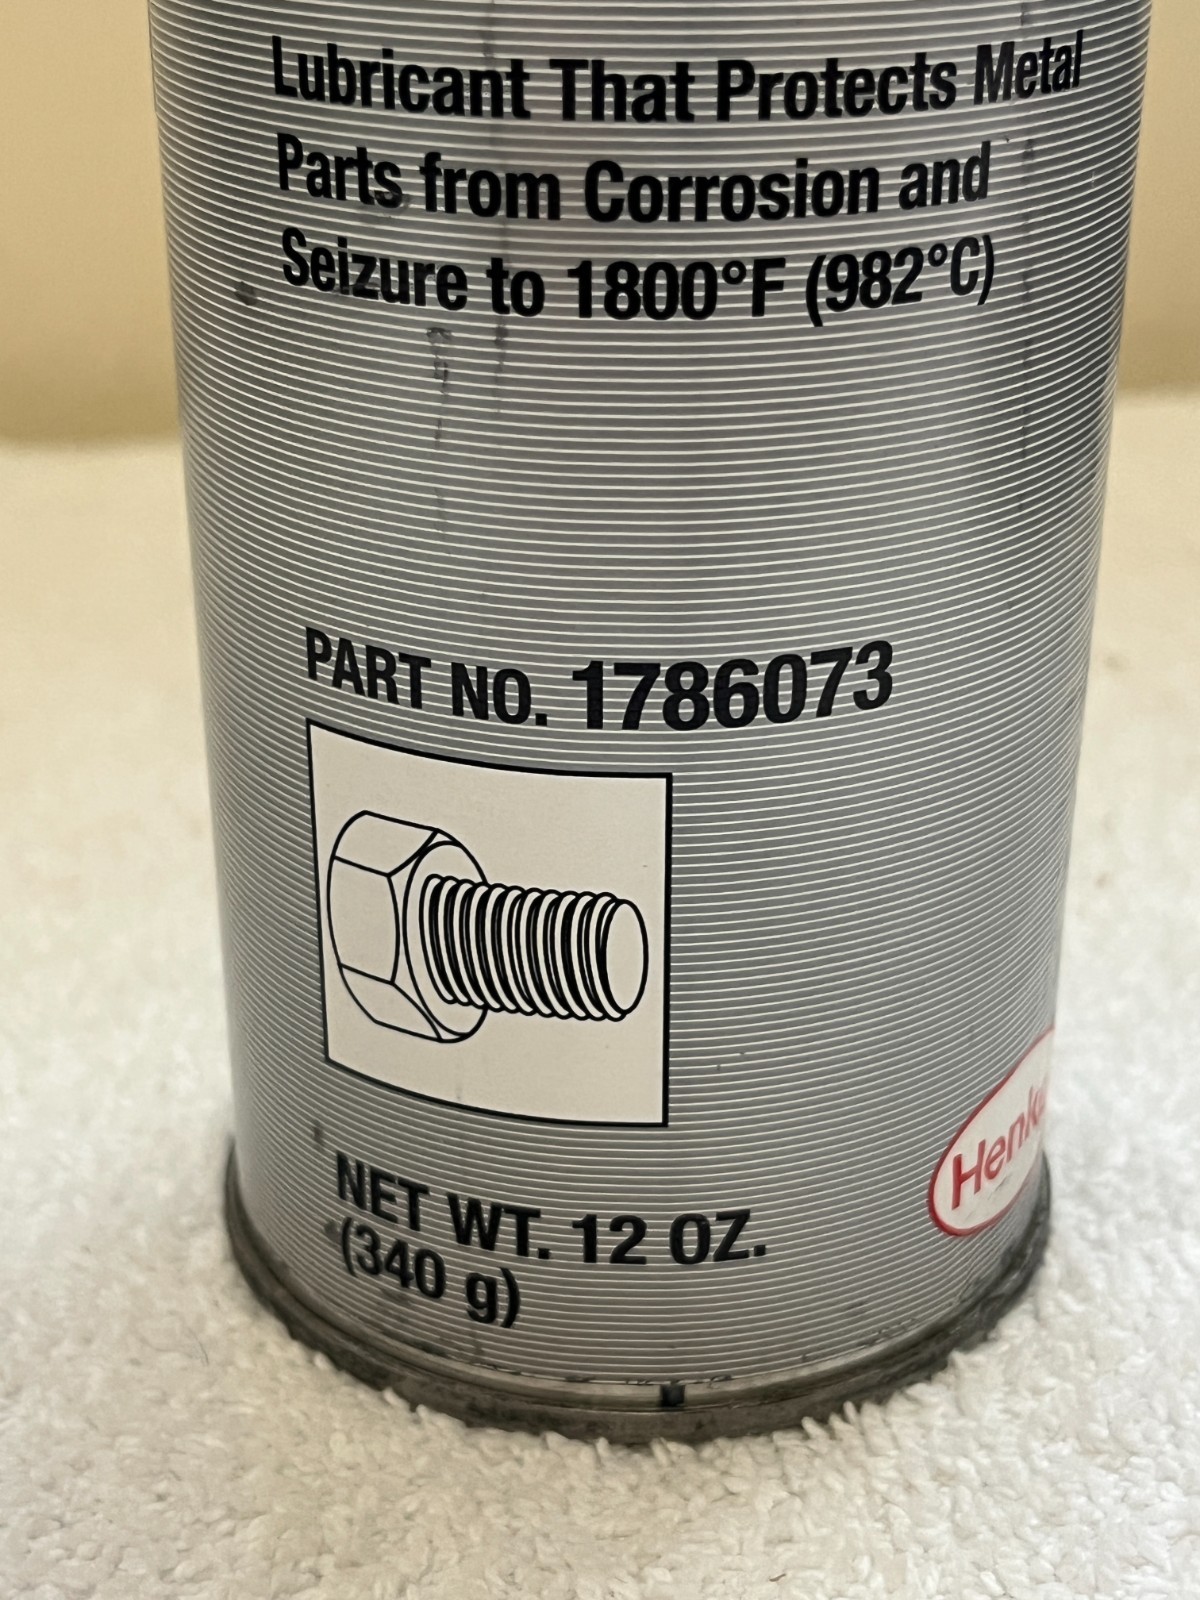 Lubricant That Protects Metal
Parts from Corrosion and
Seizure to 1800°F (982°C)
PART NO. 1786073
Henkel
NET WT. 12 OZ.
(340 g)